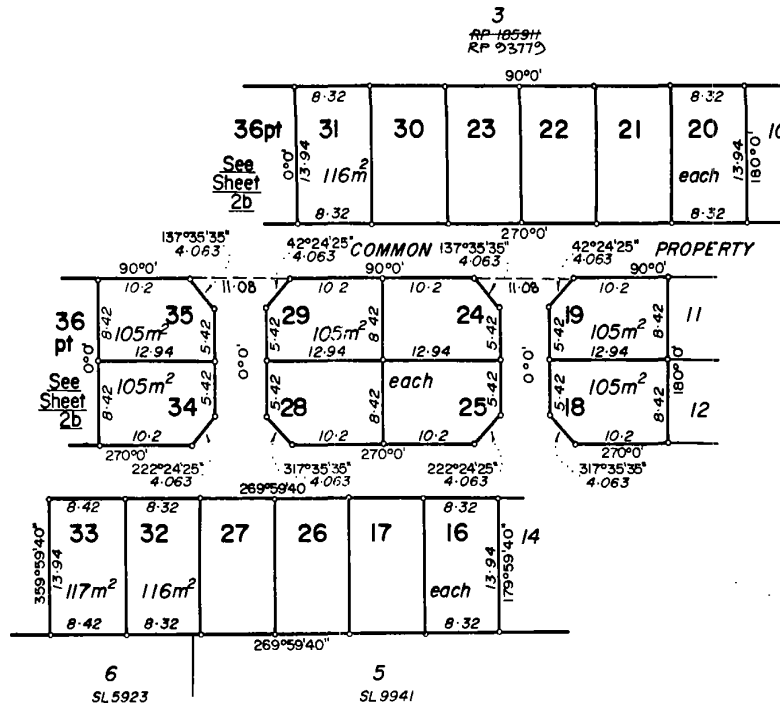 3
RP 185911
RP 93779
90°0'
8·32 8·32
36pt 31 30 23 22 21 20
0°0' 13·94 13·94 180°0'
See
Sheet
2b
116m² each
8·32 8·32
270°0'
137°35'35" 4·063 42°24'25" 4·063 COMMON 137°35'35" 4·063 42°24'25" 4·063 PROPERTY
90°0' 90°0' 90°0'
10·2 11·08 10·2 10·2 11·08 10·2
36
pt
35 29 24 19 11
8·42 105m² 5·42 5·42 105m² 8·42 5·42 5·42 105m²
0°0' 12·94 0°0' 12·94 12·94 0°0' 12·94 180°0'
See
Sheet
2b
8·42 105m² 5·42 5·42 8·42 each 5·42 5·42 105m² 8·42
34 28 25 18 12
10·2 10·2 10·2 10·2
270°0' 270°0' 270°0'
222°24'25" 4·063 317°35'35" 4·063 222°24'25" 4·063 317°35'35" 4·063
269°59'40
8·42 8·32 8·32
33 32 27 26 17 16 14
359°59'40" 13·94 13·94 179°59'40"
117m² 116m² each
8·42 8·32 8·32
269°59'40"
6 5
SL5923 SL9941